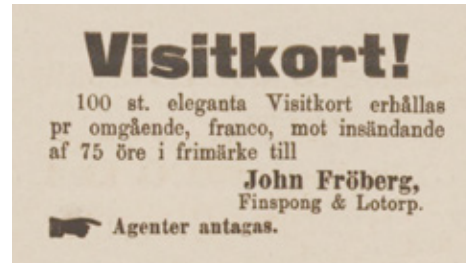 Visitkort!
100 st. eleganta Visitkort erhållas
pr omgående, franco, mot insändande
af 75 öre i frimärke till
John Fröberg,
Finspong & Lotorp.
Agenter antagas.